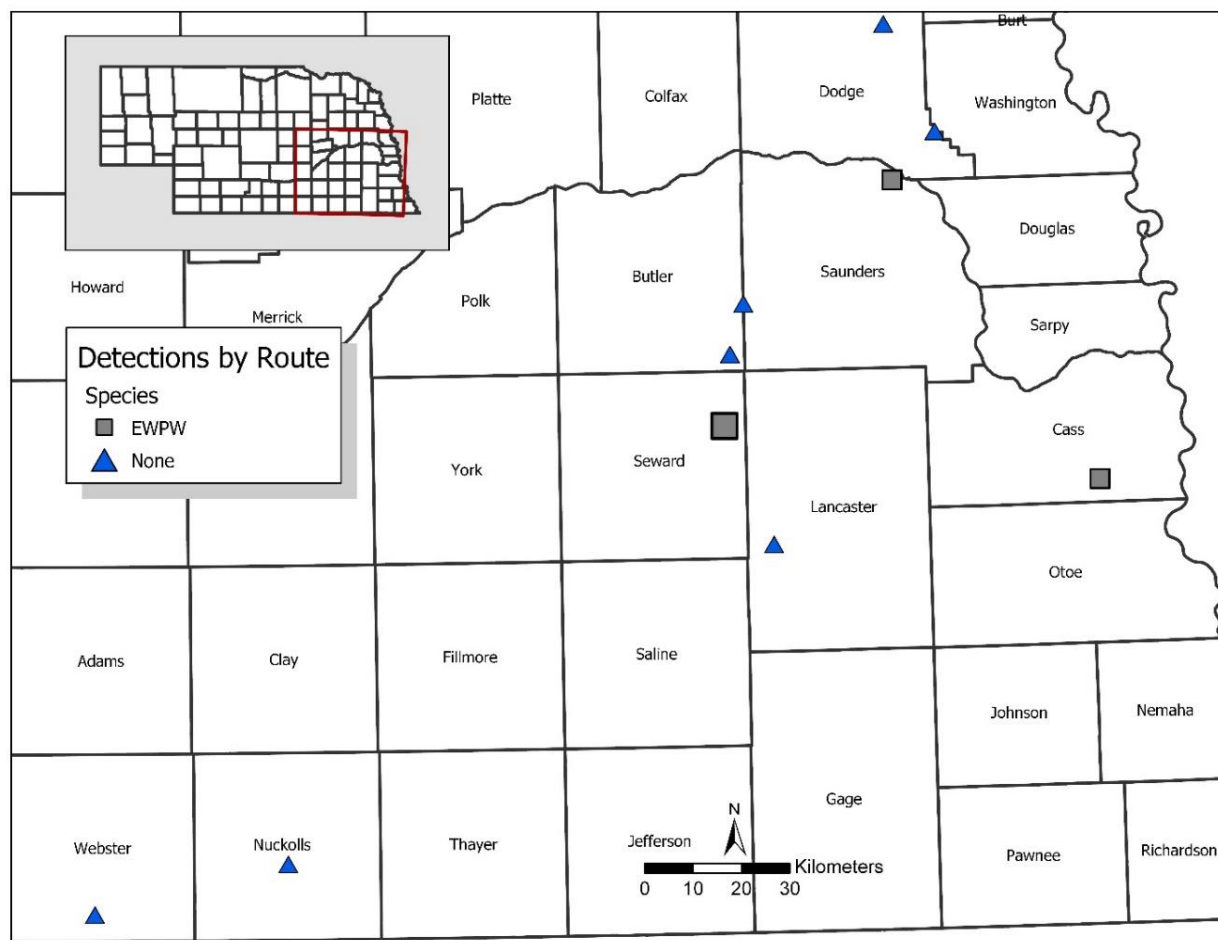 Burt
Platte
Colfax
Dodge
Washington
Douglas
Howard
Merrick
Polk
Butler
Saunders
Sarpy
Detections by Route
Species
EWPW
None
York
Seward
Lancaster
Cass
Otoe
Adams
Clay
Fillmore
Saline
Johnson
Nemaha
Webster
Nuckolls
Thayer
Jefferson
Gage
Pawnee
Richardson
N
Kilometers
0 10 20 30